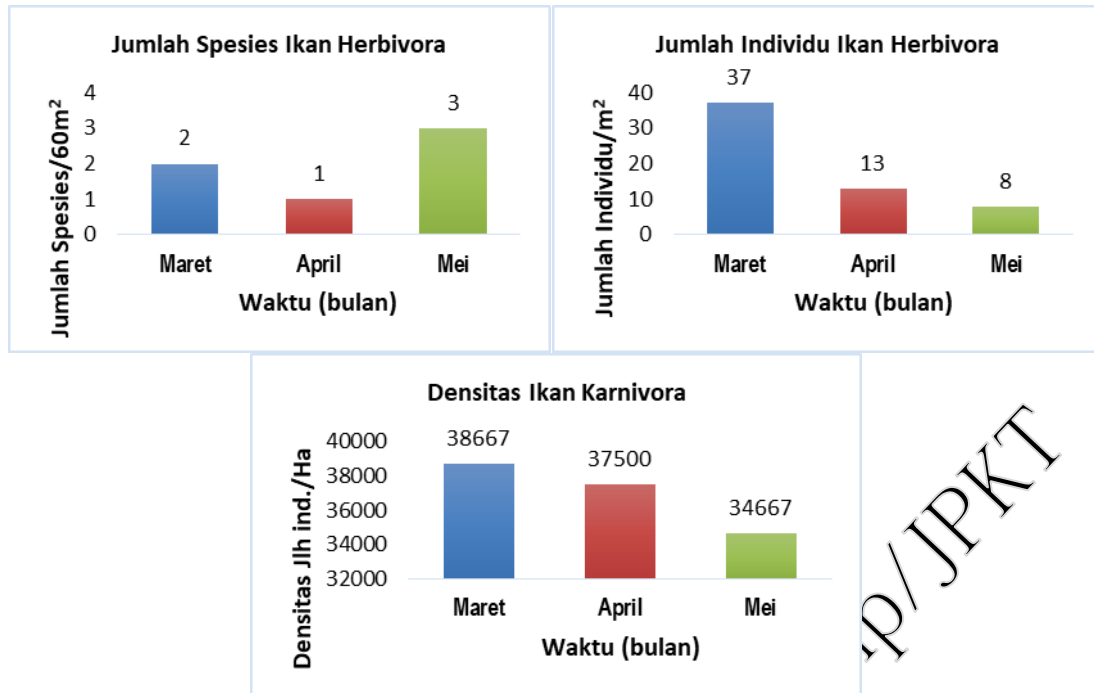 Jumlah Spesies Ikan Herbivora
Jumlah Spesies/60m²
4
3
2
1
0
2
1
3
Maret April Mei
Waktu (bulan)
Jumlah Individu Ikan Herbivora
Jumlah Individu/m²
40
30
20
10
0
37
13
8
Maret April Mei
Waktu (bulan)
Densitas Ikan Karnivora
Densitas Jlh ind./Ha
40000
38000
36000
34000
32000
38667
37500
34667
Maret April Mei
Waktu (bulan)
p/JPKT